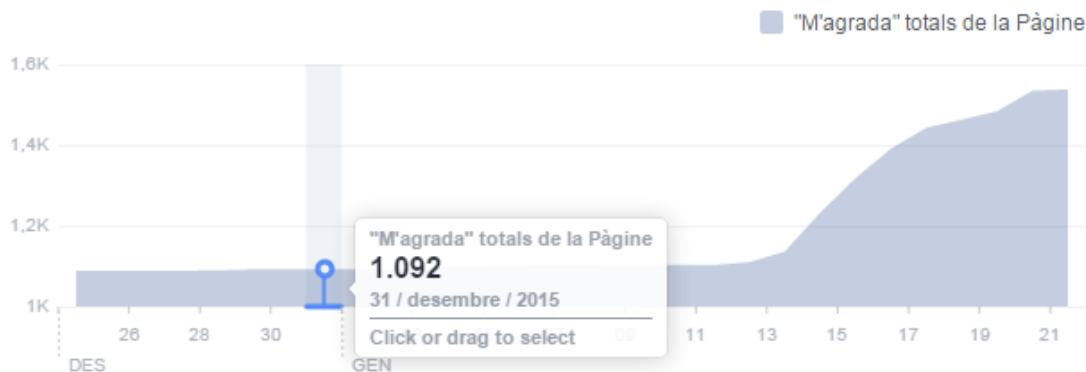 "M'agrada" totals de la Pàgine
1,6K
1,4K
1,2K
1K
"M'agrada" totals de la Pàgine
1.092
31 / desembre / 2015
Click or drag to select
26 28 30 09 11 13 15 17 19 21
DES GEN